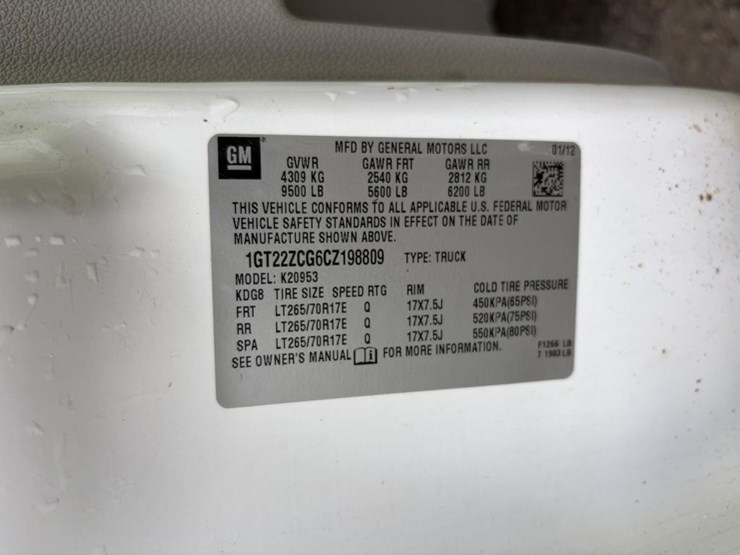 GM
MFD BY GENERAL MOTORS LLC 01/12
GVWR GAWR FRT GAWR RR
4309 KG 2540 KG 2812 KG
9500 LB 5600 LB 6200 LB
THIS VEHICLE CONFORMS TO ALL APPLICABLE U.S. FEDERAL MOTOR
VEHICLE SAFETY STANDARDS IN EFFECT ON THE DATE OF
MANUFACTURE SHOWN ABOVE.
1GT22ZCG6CZ198809 TYPE: TRUCK
MODEL: K20953
KDG8 TIRE SIZE SPEED RTG RIM COLD TIRE PRESSURE
FRT LT265/70R17E Q 17X7.5J 450KPA(65PSI)
RR LT265/70R17E Q 17X7.5J 520KPA(75PSI)
SPA LT265/70R17E Q 17X7.5J 550KPA(80PSI)
SEE OWNER'S MANUAL i FOR MORE INFORMATION.
F1266 LB
T 1903 LB